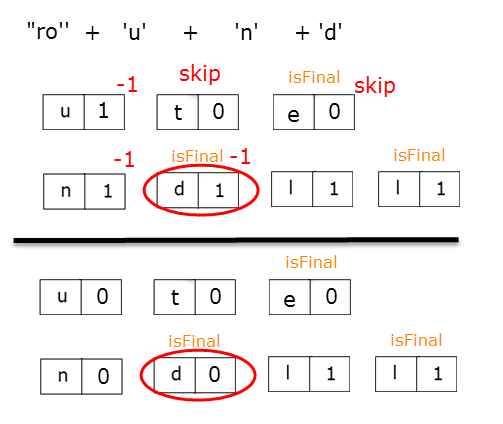 "ro'' + 'u' + 'n' + 'd'
-1 skip isFinal skip
u 1 t 0 e 0
-1 isFinal -1 isFinal
n 1 d 1 l 1 l 1
isFinal
u 0 t 0 e 0
isFinal isFinal
n 0 d 0 l 1 l 1